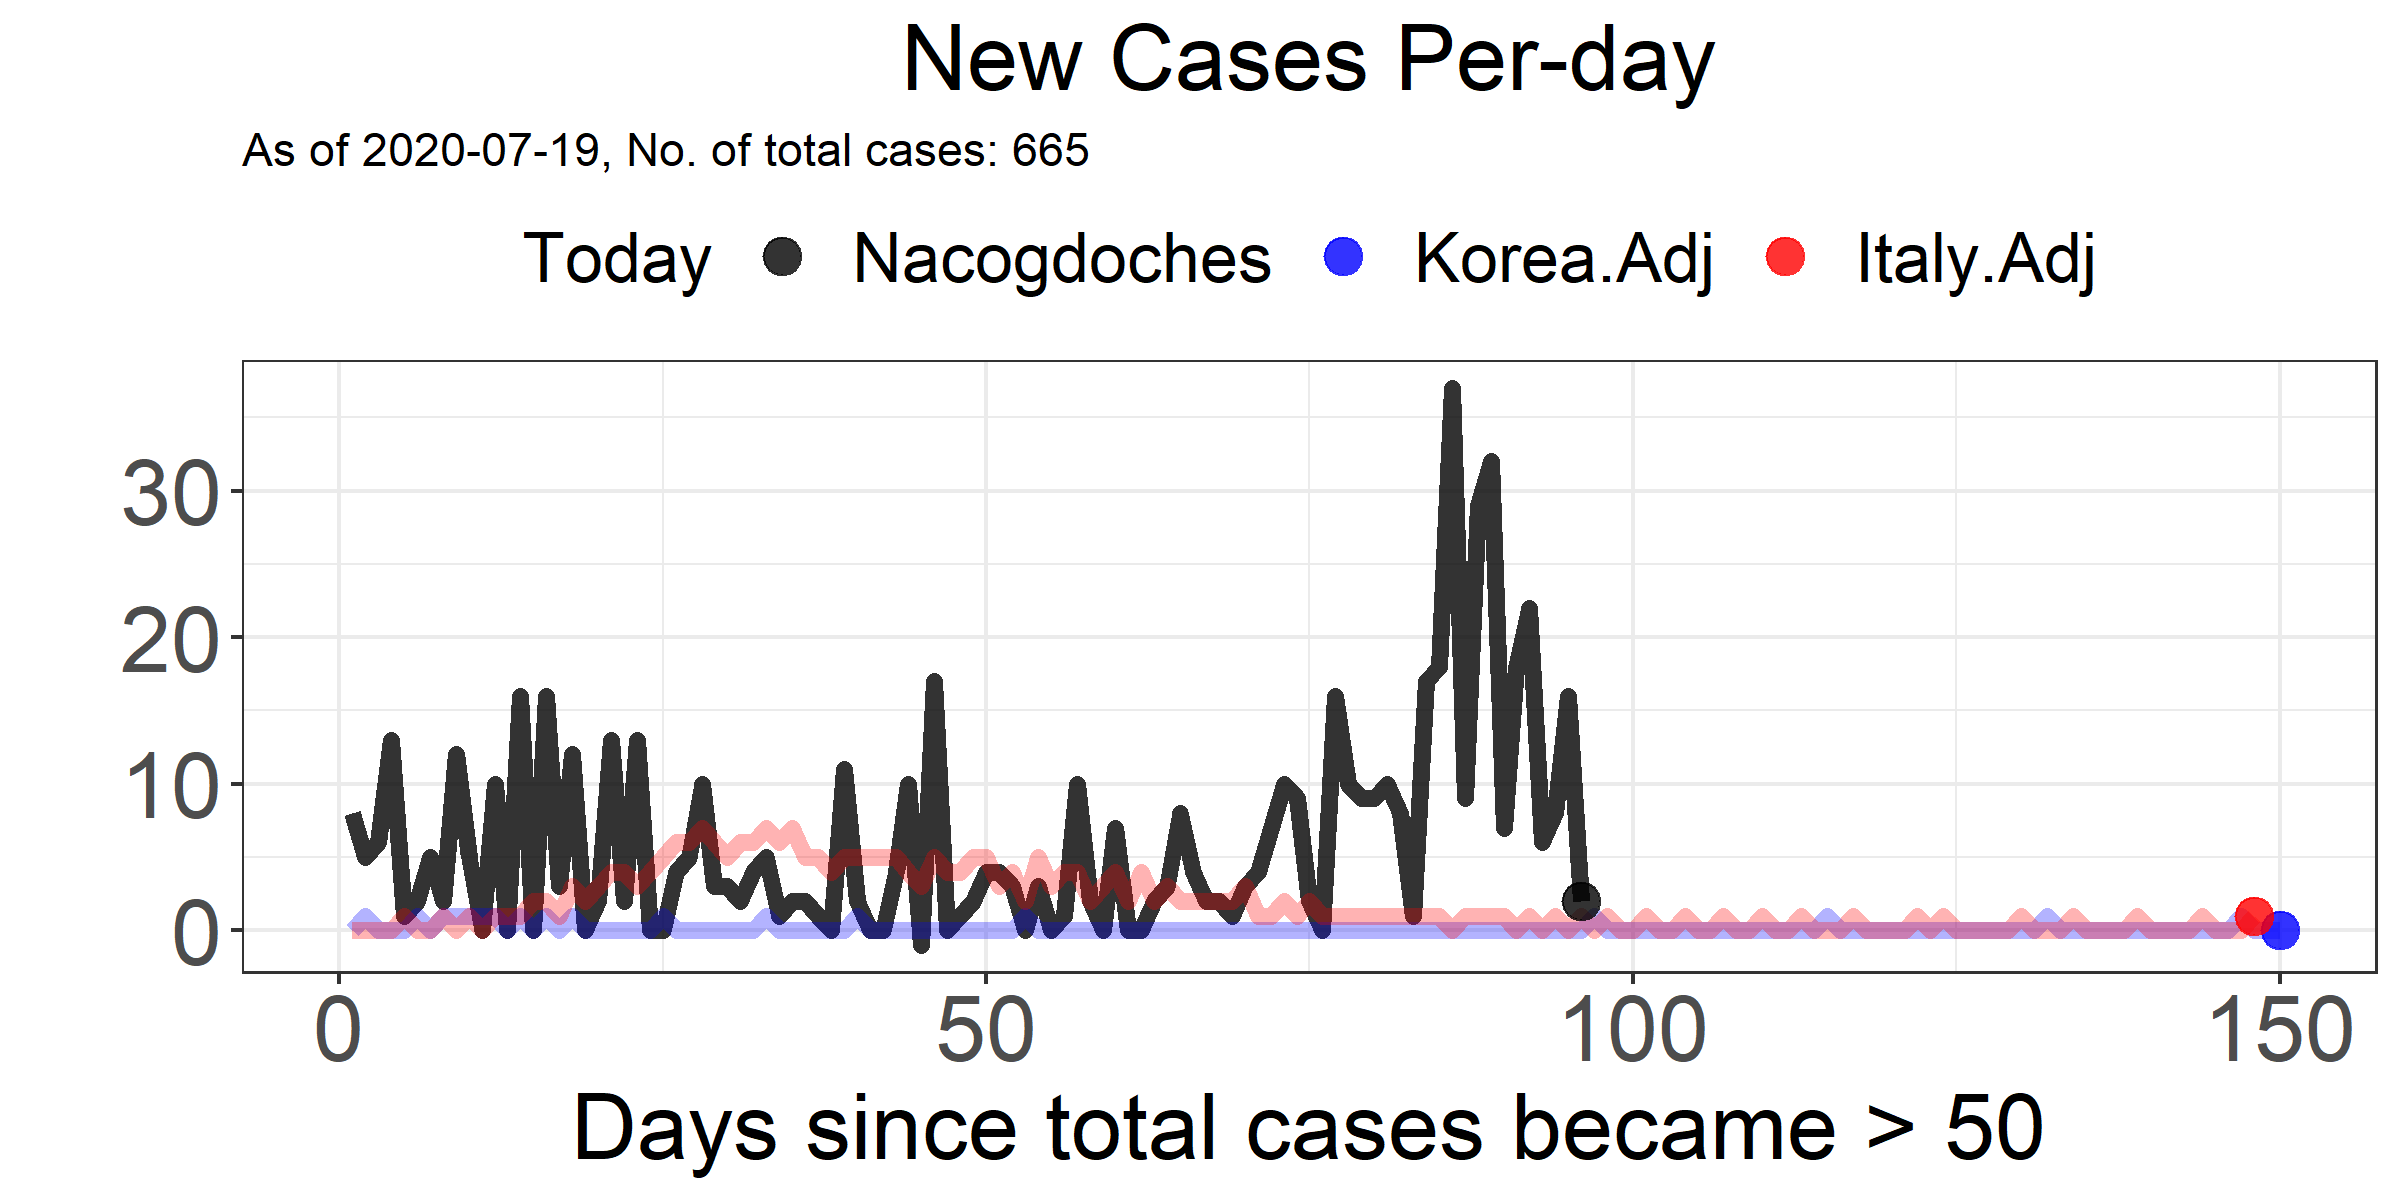 New Cases Per-day
As of 2020-07-19, No. of total cases: 665
Today Nacogdoches Korea.Adj Italy.Adj
30
20
10
0
0 50 100 150
Days since total cases became > 50